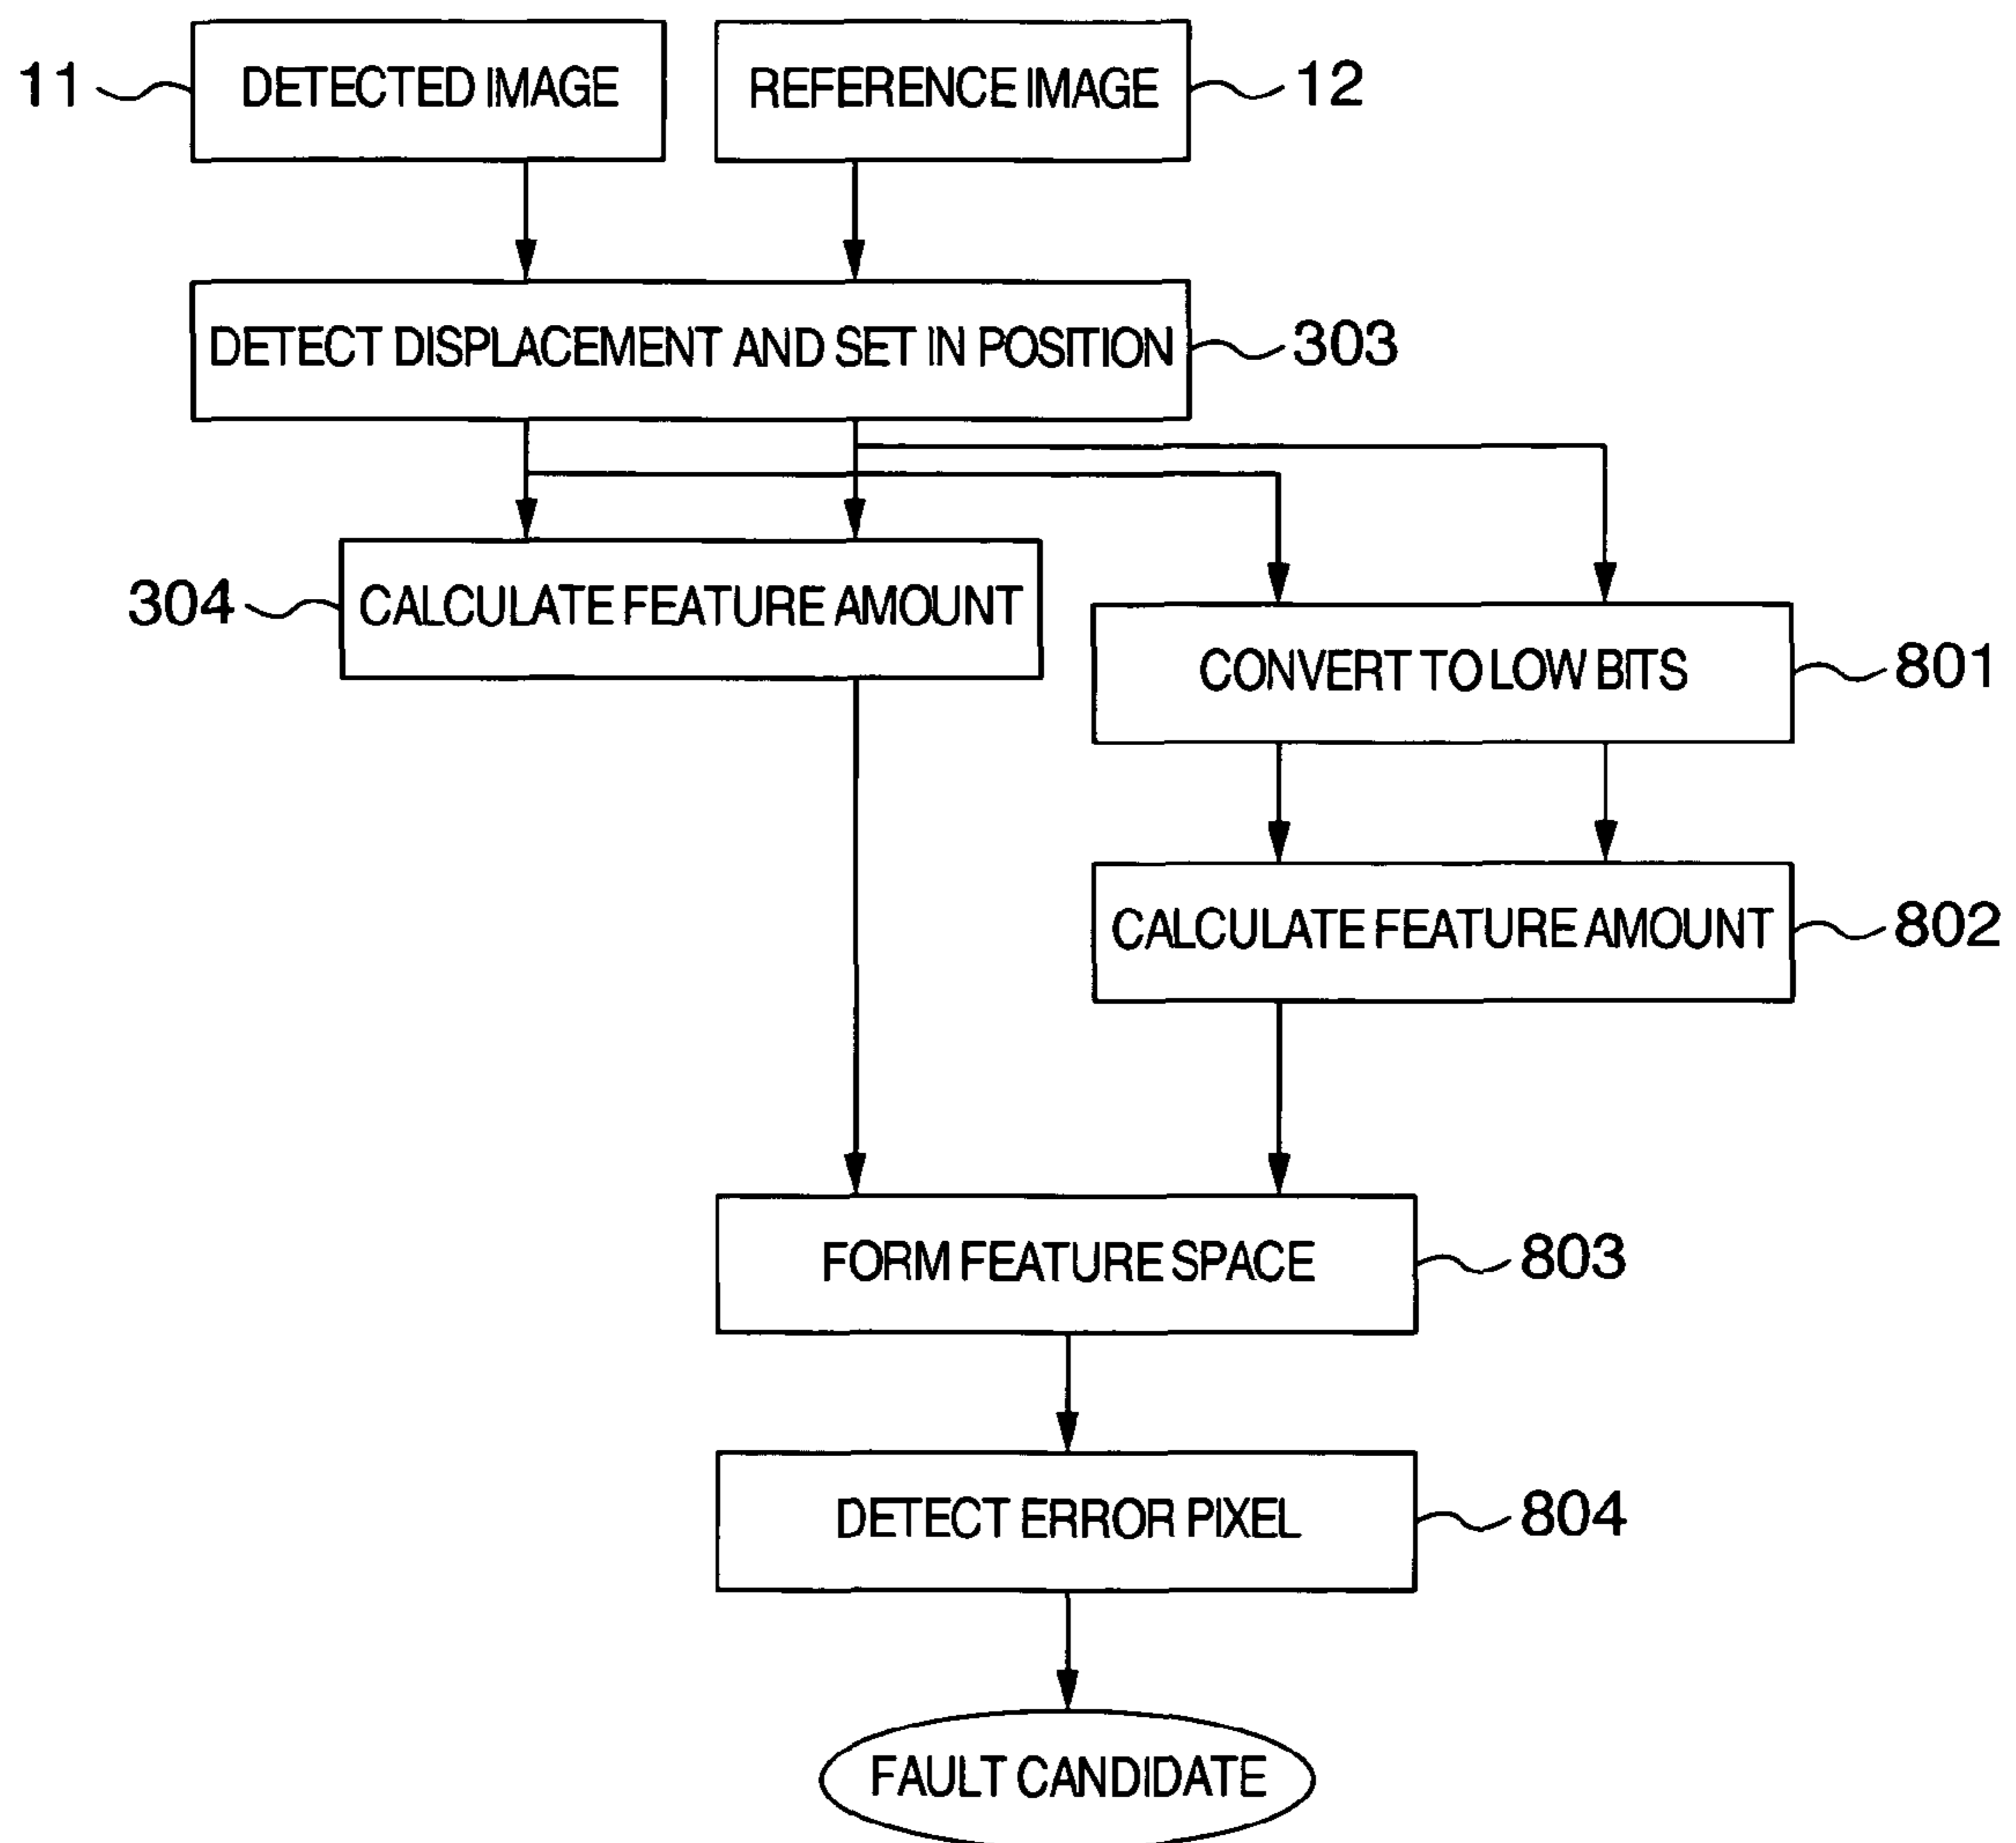 11
DETECTED IMAGE
REFERENCE IMAGE
12
DETECT DISPLACEMENT AND SET IN POSITION
303
304
CALCULATE FEATURE AMOUNT
CONVERT TO LOW BITS
801
CALCULATE FEATURE AMOUNT
802
FORM FEATURE SPACE
803
DETECT ERROR PIXEL
804
FAULT CANDIDATE